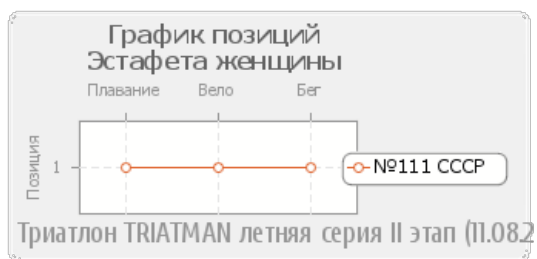 График позиций
Эстафета женщины
Плавание Вело Бег
Позиция
1
№111 СССР
Триатлон TRIATMAN летняя серия II этап (11.08.2